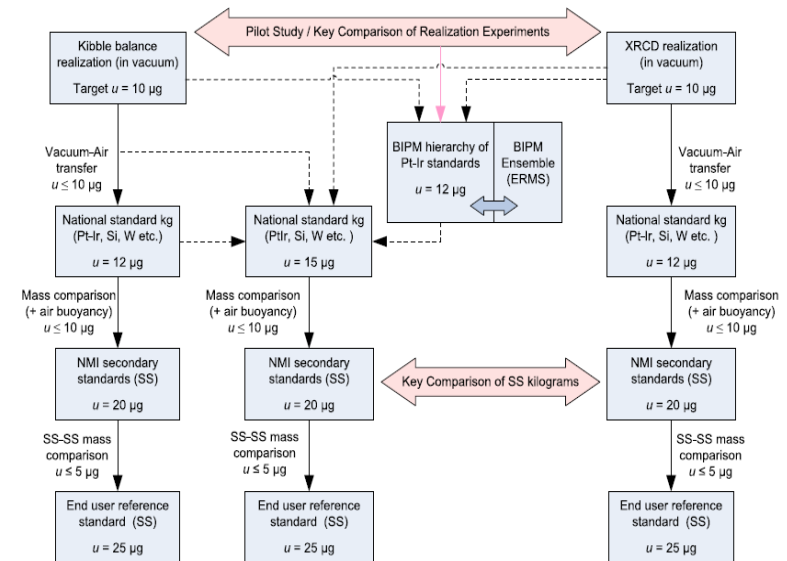 Pilot Study / Key Comparison of Realization Experiments
Kibble balance
realization (in vacuum)
Target u = 10 µg
XRCD realization
(in vacuum)
Target u = 10 µg
BIPM hierarchy of
Pt-Ir standards
u = 12 µg
BIPM
Ensemble
(ERMS)
Vacuum-Air
transfer
u ≤ 10 µg
Vacuum-Air
transfer
u ≤ 10 µg
National standard kg
(Pt-Ir, Si, W etc.)
u = 12 µg
National standard kg
(PtIr, Si, W etc.)
u = 15 µg
National standard kg
(Pt-Ir, Si, W etc. )
u = 12 µg
Mass comparison
(+ air buoyancy)
u ≤ 10 µg
Mass comparison
(+ air buoyancy)
u ≤ 10 µg
Mass comparison
(+ air buoyancy)
u ≤ 10 µg
NMI secondary
standards (SS)
u = 20 µg
NMI secondary
standards (SS)
u = 20 µg
Key Comparison of SS kilograms
NMI secondary
standards (SS)
u = 20 µg
SS-SS mass
comparison
u ≤ 5 µg
SS-SS mass
comparison
u ≤ 5 µg
SS-SS mass
comparison
u ≤ 5 µg
End user reference
standard (SS)
u = 25 µg
End user reference
standard (SS)
u = 25 µg
End user reference
standard (SS)
u = 25 µg